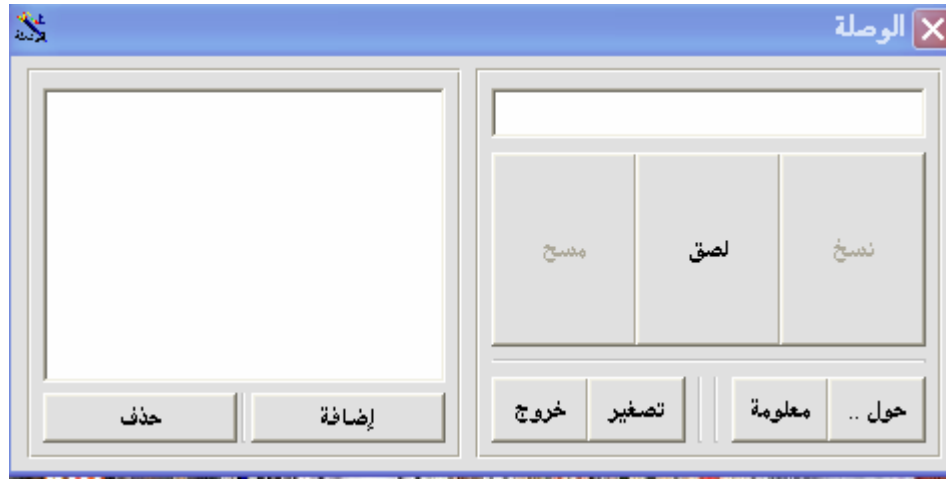 الوصلة
نسخ
لصق
مسح
حول ..
معلومة
تصغير
خروج
إضافة
حذف